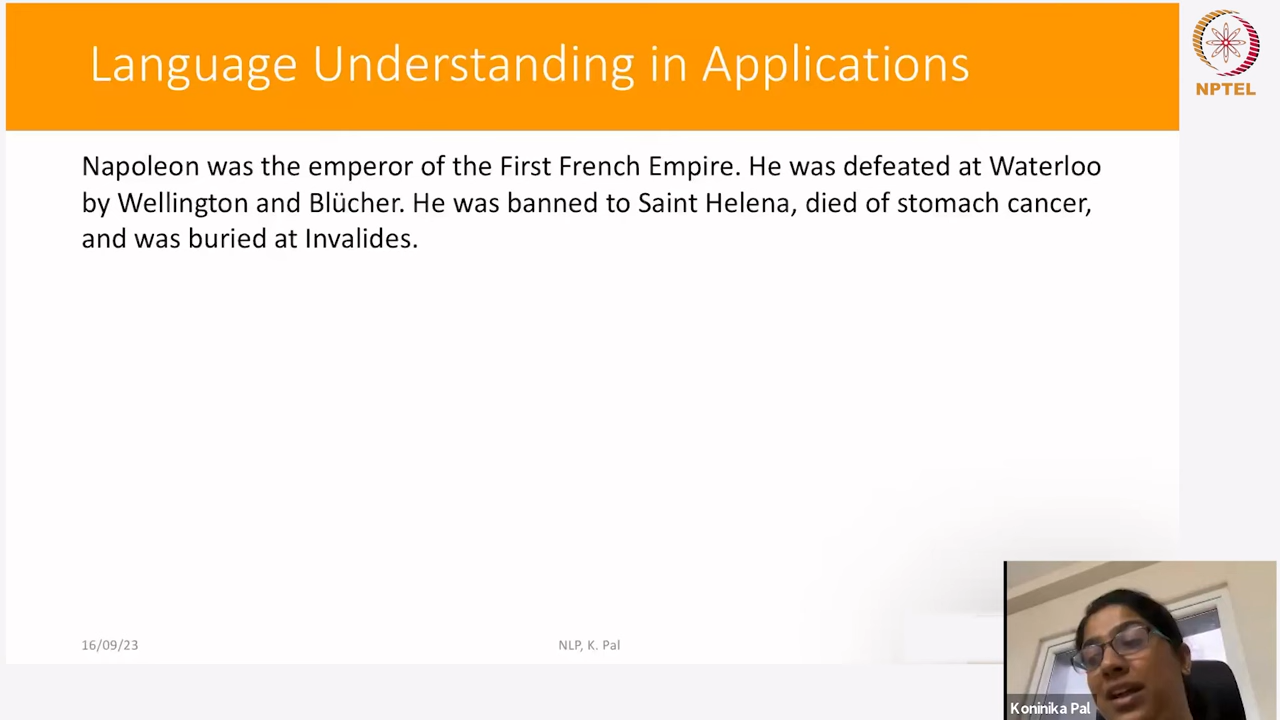 Language Understanding in Applications
NPTEL
Napoleon was the emperor of the First French Empire. He was defeated at Waterloo
by Wellington and Blücher. He was banned to Saint Helena, died of stomach cancer,
and was buried at Invalides.
16/09/23
NLP, K. Pal
Koninika Pal